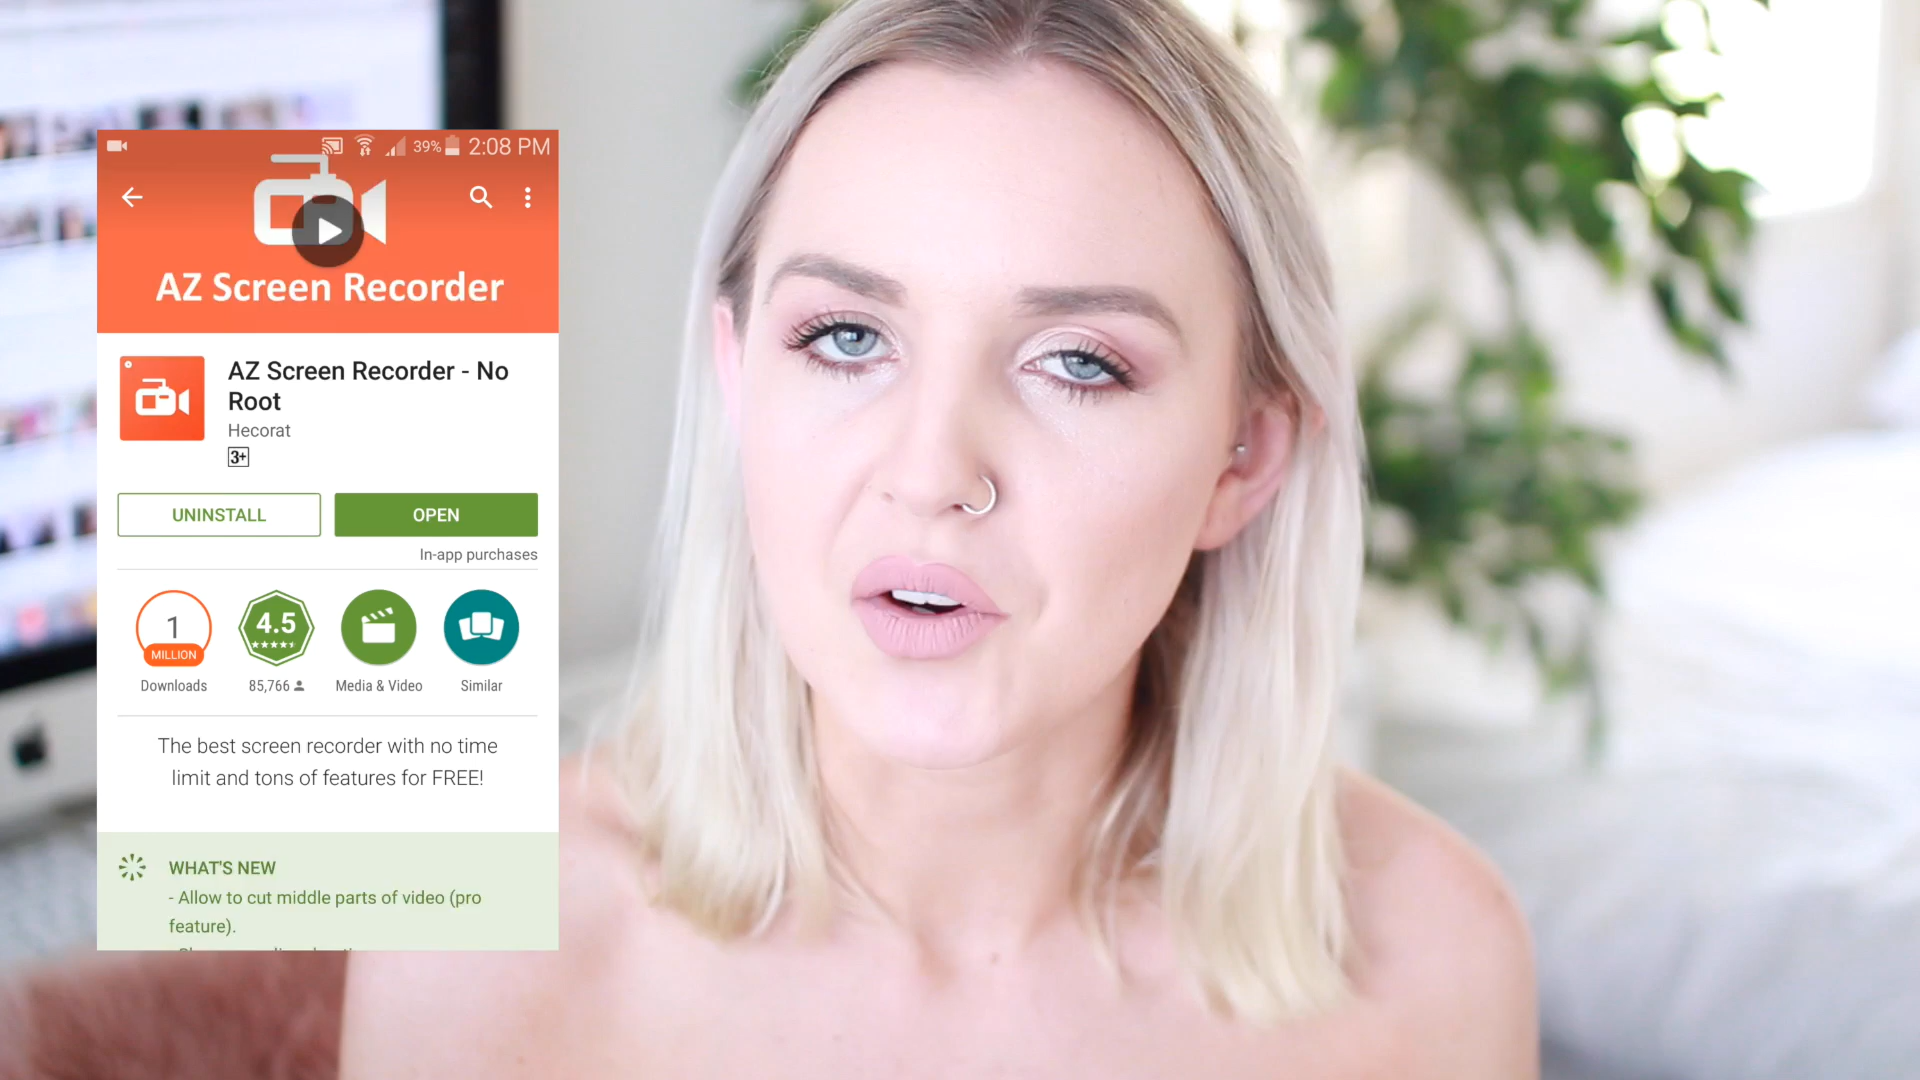 39% 2:08 PM
AZ Screen Recorder
AZ Screen Recorder - No
Root
Hecorat
3+
UNINSTALL
OPEN
In-app purchases
1
MILLION
Downloads
4.5
85,766
Media & Video
Similar
The best screen recorder with no time
limit and tons of features for FREE!
WHAT'S NEW
- Allow to cut middle parts of video (pro
feature).